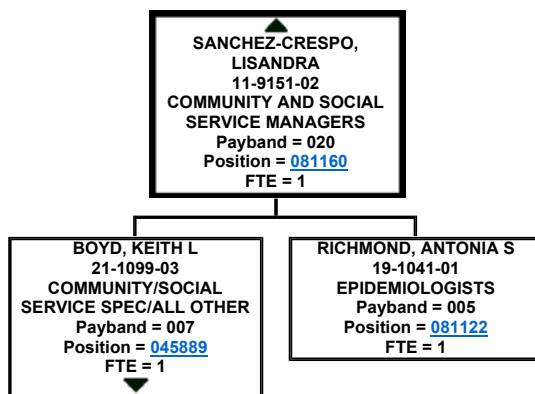 SANCHEZ-CRESPO,
LISANDRA
11-9151-02
COMMUNITY AND SOCIAL
SERVICE MANAGERS
Payband = 020
Position = 081160
FTE = 1
BOYD, KEITH L
21-1099-03
COMMUNITY/SOCIAL
SERVICE SPEC/ALL OTHER
Payband = 007
Position = 045889
FTE = 1
RICHMOND, ANTONIA S
19-1041-01
EPIDEMIOLOGISTS
Payband = 005
Position = 081122
FTE = 1